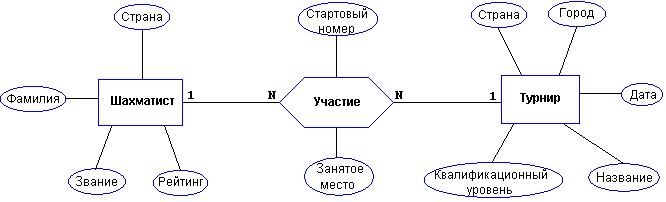 Страна
Стартовый
номер
Страна
Город
Фамилия
Шахматист
1
N
Участие
N
1
Турнир
Дата
Звание
Рейтинг
Занятое
место
Квалификационный
уровень
Название